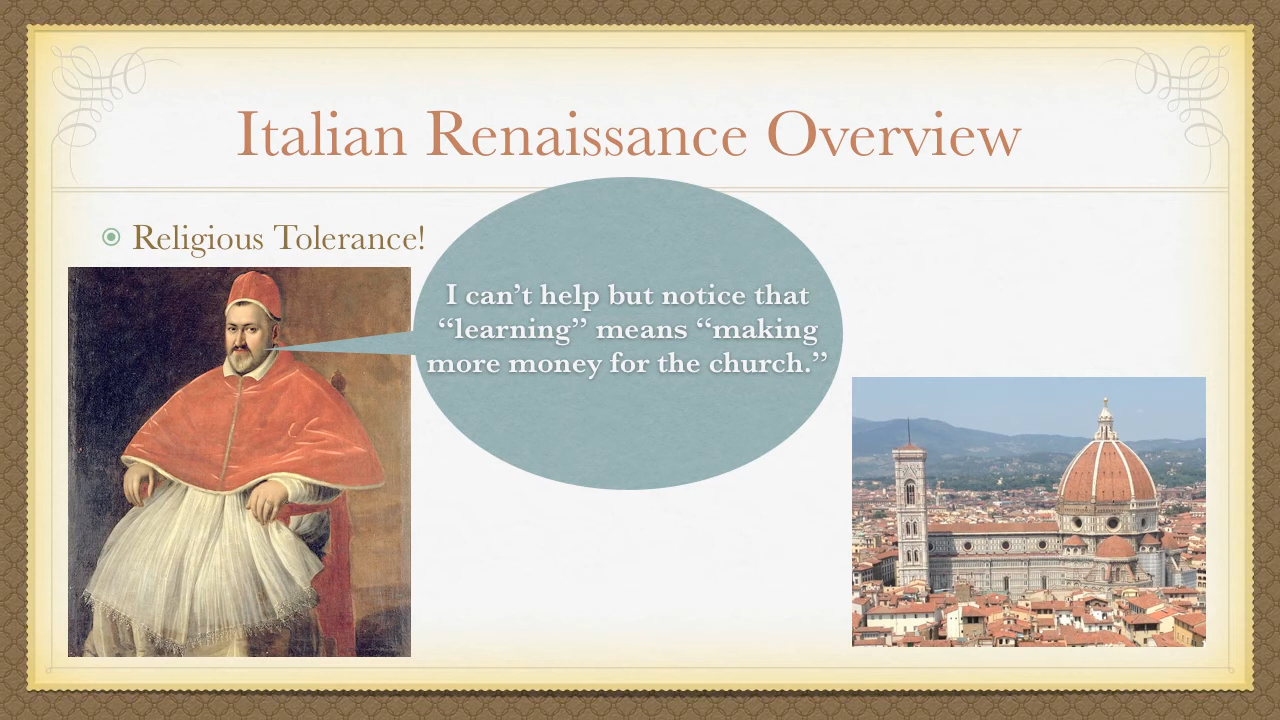 Italian Renaissance Overview
Religious Tolerance!
I can’t help but notice that
“learning” means “making
more money for the church.”